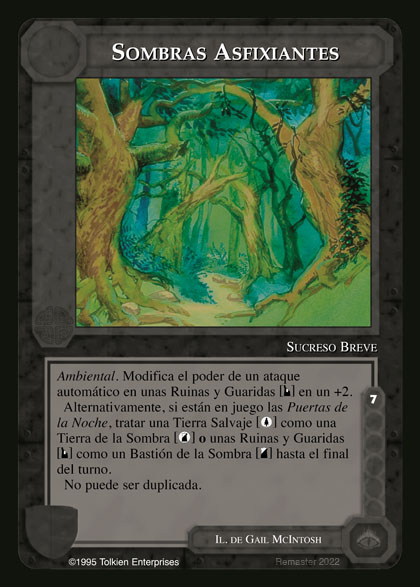 Sombras Asfixiantes
Sucreso Breve
Ambiental. Modifica el poder de un ataque
automático en unas Ruinas y Guaridas [] en un +2.
Alternativamente, si están en juego las Puertas de
la Noche, tratar una Tierra Salvaje [] como una
Tierra de la Sombra [] o unas Ruinas y Guaridas
[] como un Bastión de la Sombra [] hasta el final
del turno.
No puede ser duplicada.
7
Il. de Gail McIntosh
©1995 Tolkien Enterprises
Remaster 2022